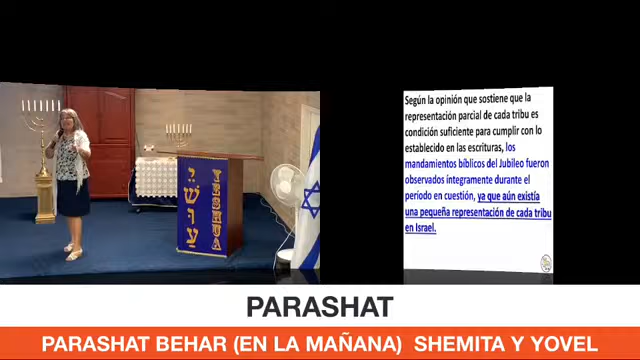 ישוע
YESHUA
Según la opinión que sostiene que la
representación parcial de cada tribu es
condición suficiente para cumplir con lo
establecido en las escrituras, los
mandamientos bíblicos del Jubileo fueron
observados íntegramente durante el
período en cuestión, ya que aún existía
una pequeña representación de cada tribu
en Israel.
PARASHAT
PARASHAT BEHAR (EN LA MAÑANA)  SHEMITA Y YOVEL